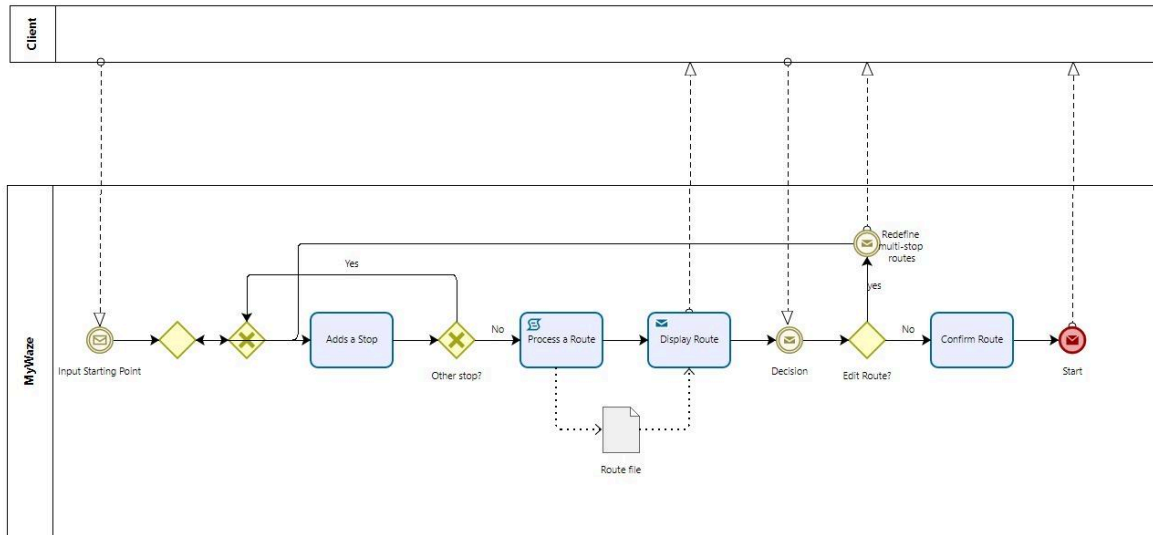 Client
MyWaze
Input Starting Point
Yes
Adds a Stop
Other stop?
No
Process a Route
Route file
Display Route
Decision
Redefine
multi-stop
routes
yes
Edit Route?
No
Confirm Route
Start